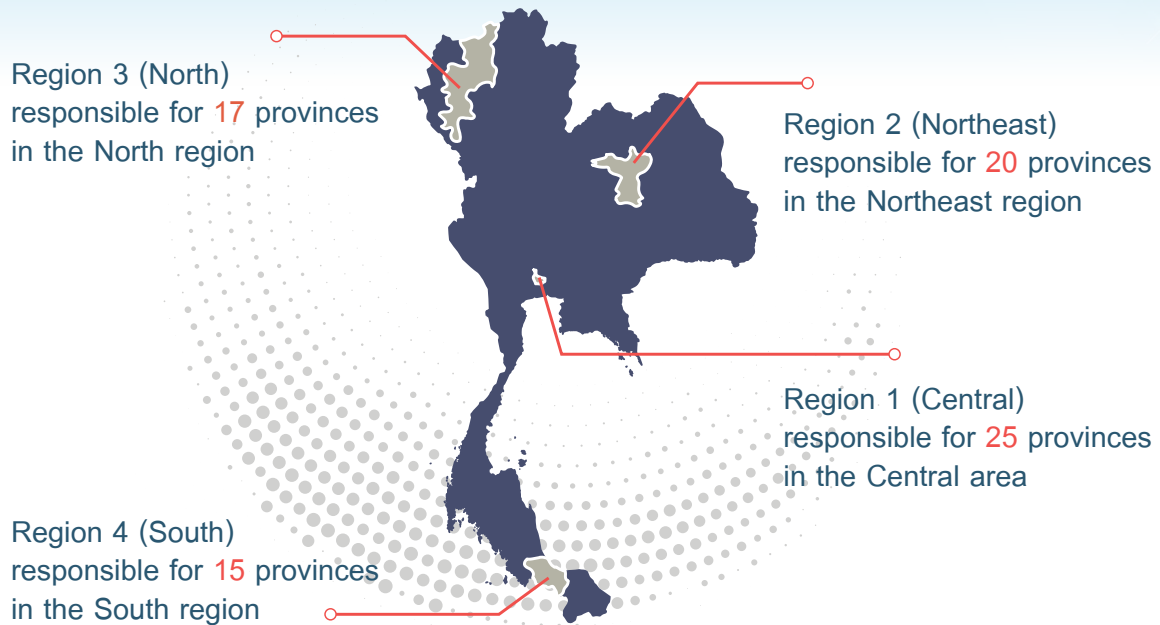 Region 3 (North)
responsible for 17 provinces
in the North region
Region 2 (Northeast)
responsible for 20 provinces
in the Northeast region
Region 1 (Central)
responsible for 25 provinces
in the Central area
Region 4 (South)
responsible for 15 provinces
in the South region